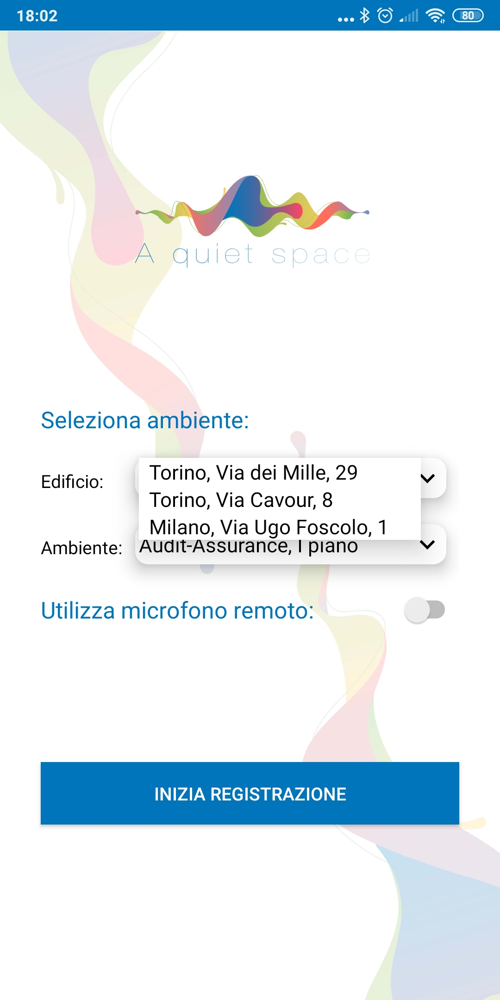 18:02
80
A quiet space
Seleziona ambiente:
Edificio:
Torino, Via dei Mille, 29
Torino, Via Cavour, 8
Milano, Via Ugo Foscolo, 1
Ambiente:
Audit-Assurance, I piano
Utilizza microfono remoto:
INIZIA REGISTRAZIONE